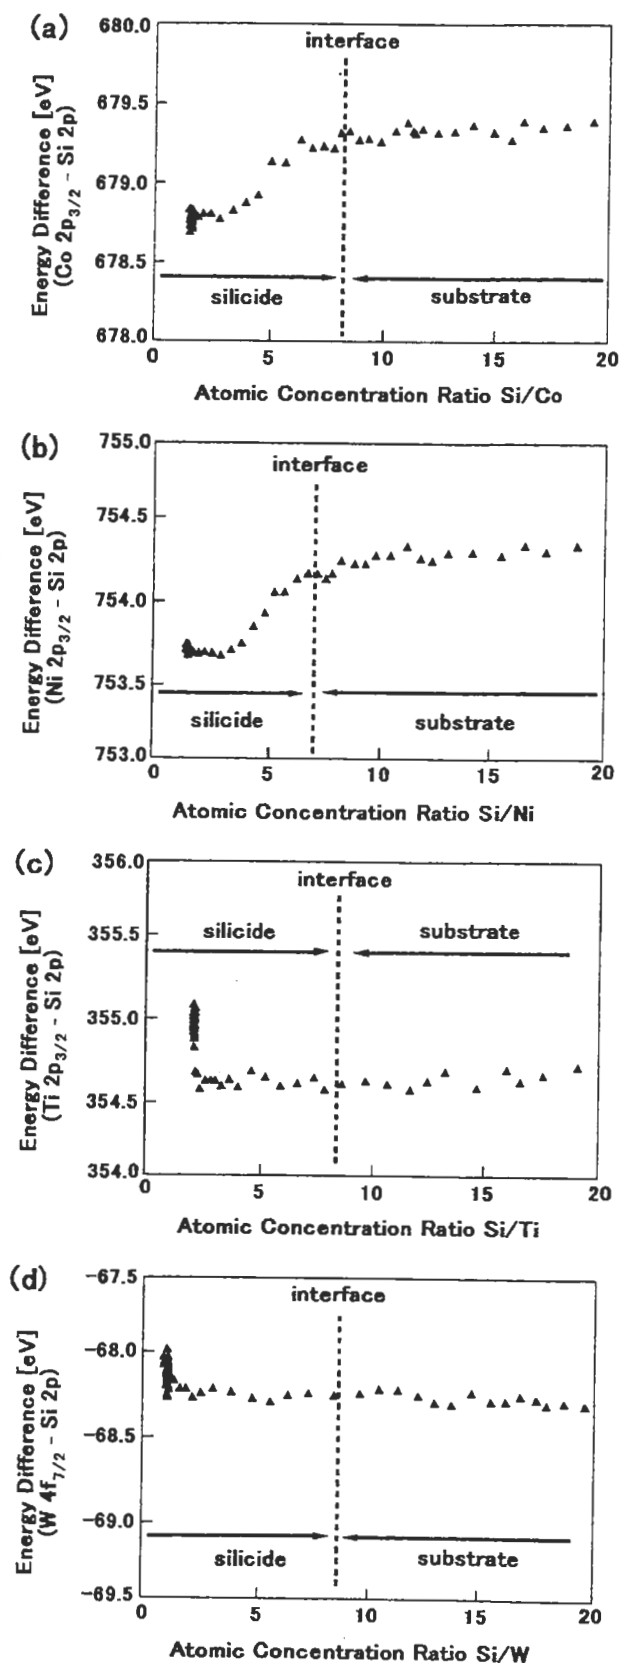 (a)
680.0
interface
679.5
679.0
678.5
678.0
Energy Difference [eV]
(Co 2p3/2 - Si 2p)
silicide
substrate
0 5 10 15 20
Atomic Concentration Ratio Si/Co
(b)
755.0
interface
754.5
754.0
753.5
753.0
Energy Difference [eV]
(Ni 2p3/2 - Si 2p)
silicide
substrate
0 5 10 15 20
Atomic Concentration Ratio Si/Ni
(c)
356.0
interface
silicide
substrate
355.5
355.0
354.5
354.0
Energy Difference [eV]
(Ti 2p3/2 - Si 2p)
0 5 10 15 20
Atomic Concentration Ratio Si/Ti
(d)
-67.5
interface
-68.0
-68.5
-69.0
-69.5
Energy Difference [eV]
(W 4f7/2 - Si 2p)
silicide
substrate
0 5 10 15 20
Atomic Concentration Ratio Si/W